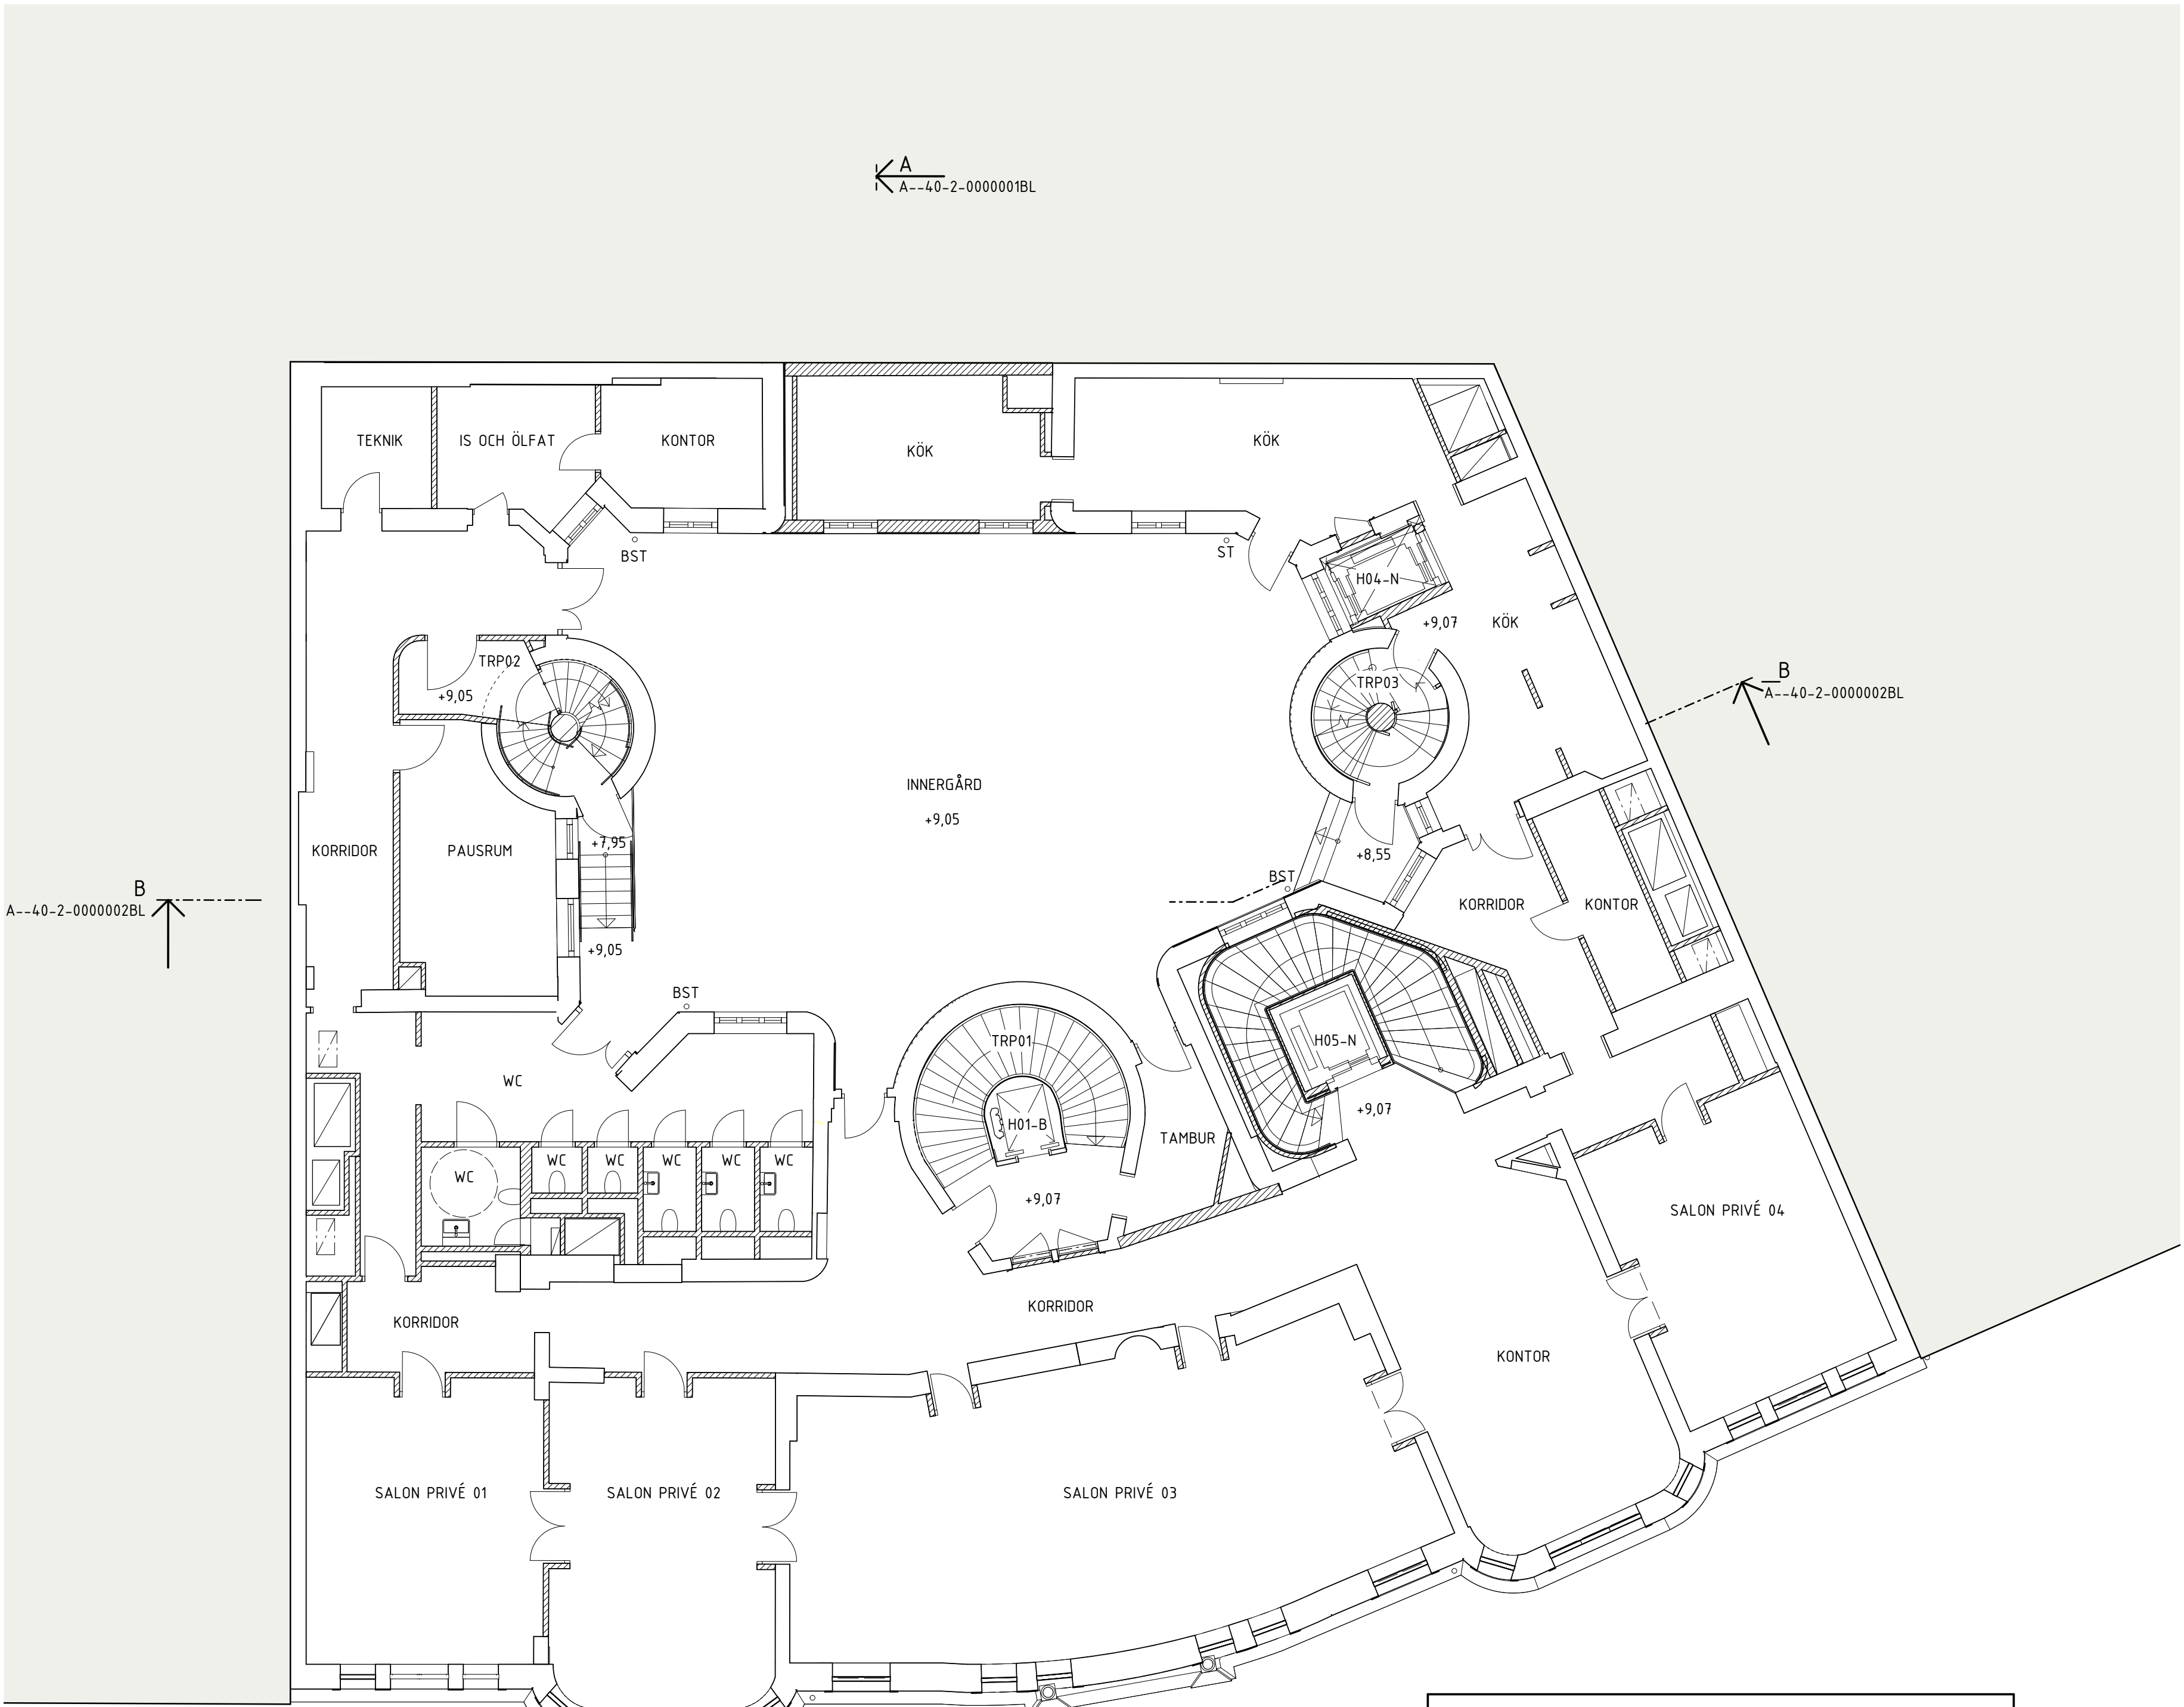 A
A--40-2-0000001BL
TEKNIK
IS OCH ÖLFAT
KONTOR
KÖK
KÖK
BST
ST
H04-N
+9,07
KÖK
TRP02
+9,05
TRP03
B
A--40-2-0000002BL
INNERGÅRD
+9,05
KORRIDOR
PAUSRUM
+7,95
+8,55
BST
B
A--40-2-0000002BL
KORRIDOR
KONTOR
+9,05
BST
TRP01
H05-N
WC
+9,07
H01-B
TAMBUR
WC
WC
WC
WC
WC
WC
+9,07
SALON PRIVÉ 04
KORRIDOR
KORRIDOR
KONTOR
SALON PRIVÉ 01
SALON PRIVÉ 02
SALON PRIVÉ 03